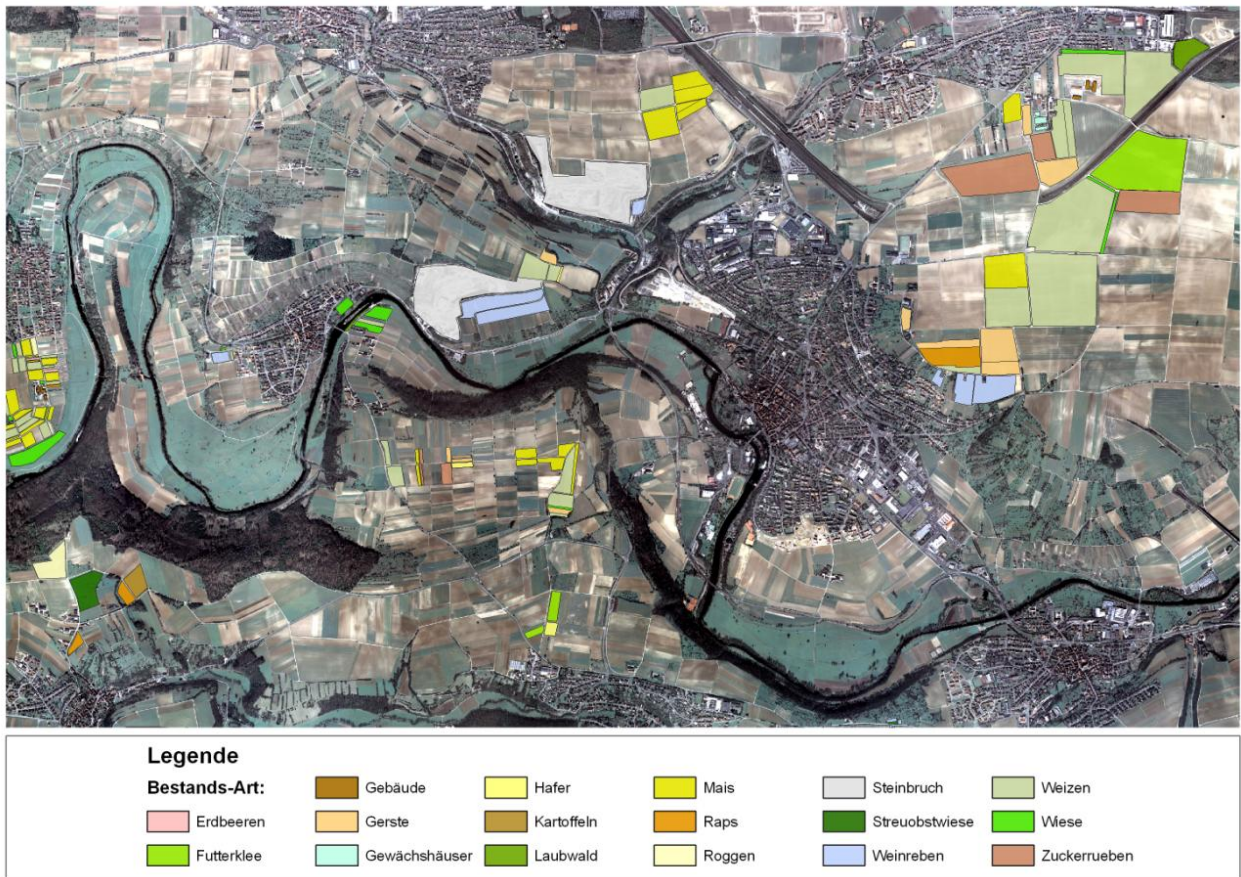 Legende
Bestands-Art: Gebäude Hafer Mais Steinbruch Weizen
Erdbeeren Gerste Kartoffeln Raps Streuobstwiese Wiese
Futterklee Gewächshäuser Laubwald Roggen Weinreben Zuckerrueben